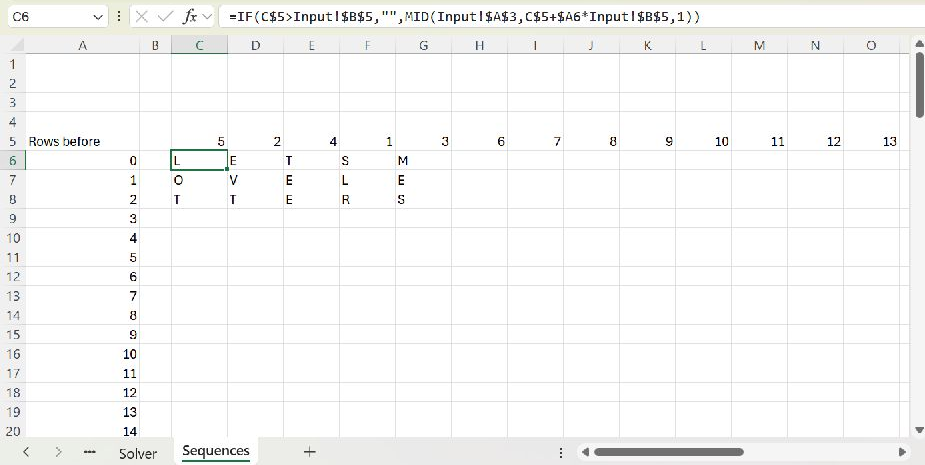 C6 fx =IF(C$5>Input!$B$5,"",MID(Input!$A$3,C$5+$A6*Input!$B$5,1))
A B C D E F G H I J K L M N O
1
2
3
4
5 Rows before 5 2 4 1 3 6 7 8 9 10 11 12 13
6 0 L E T S M
7 1 O V E L E
8 2 T T E R S
9 3
10 4
11 5
12 6
13 7
14 8
15 9
16 10
17 11
18 12
19 13
20 14
Solver Sequences